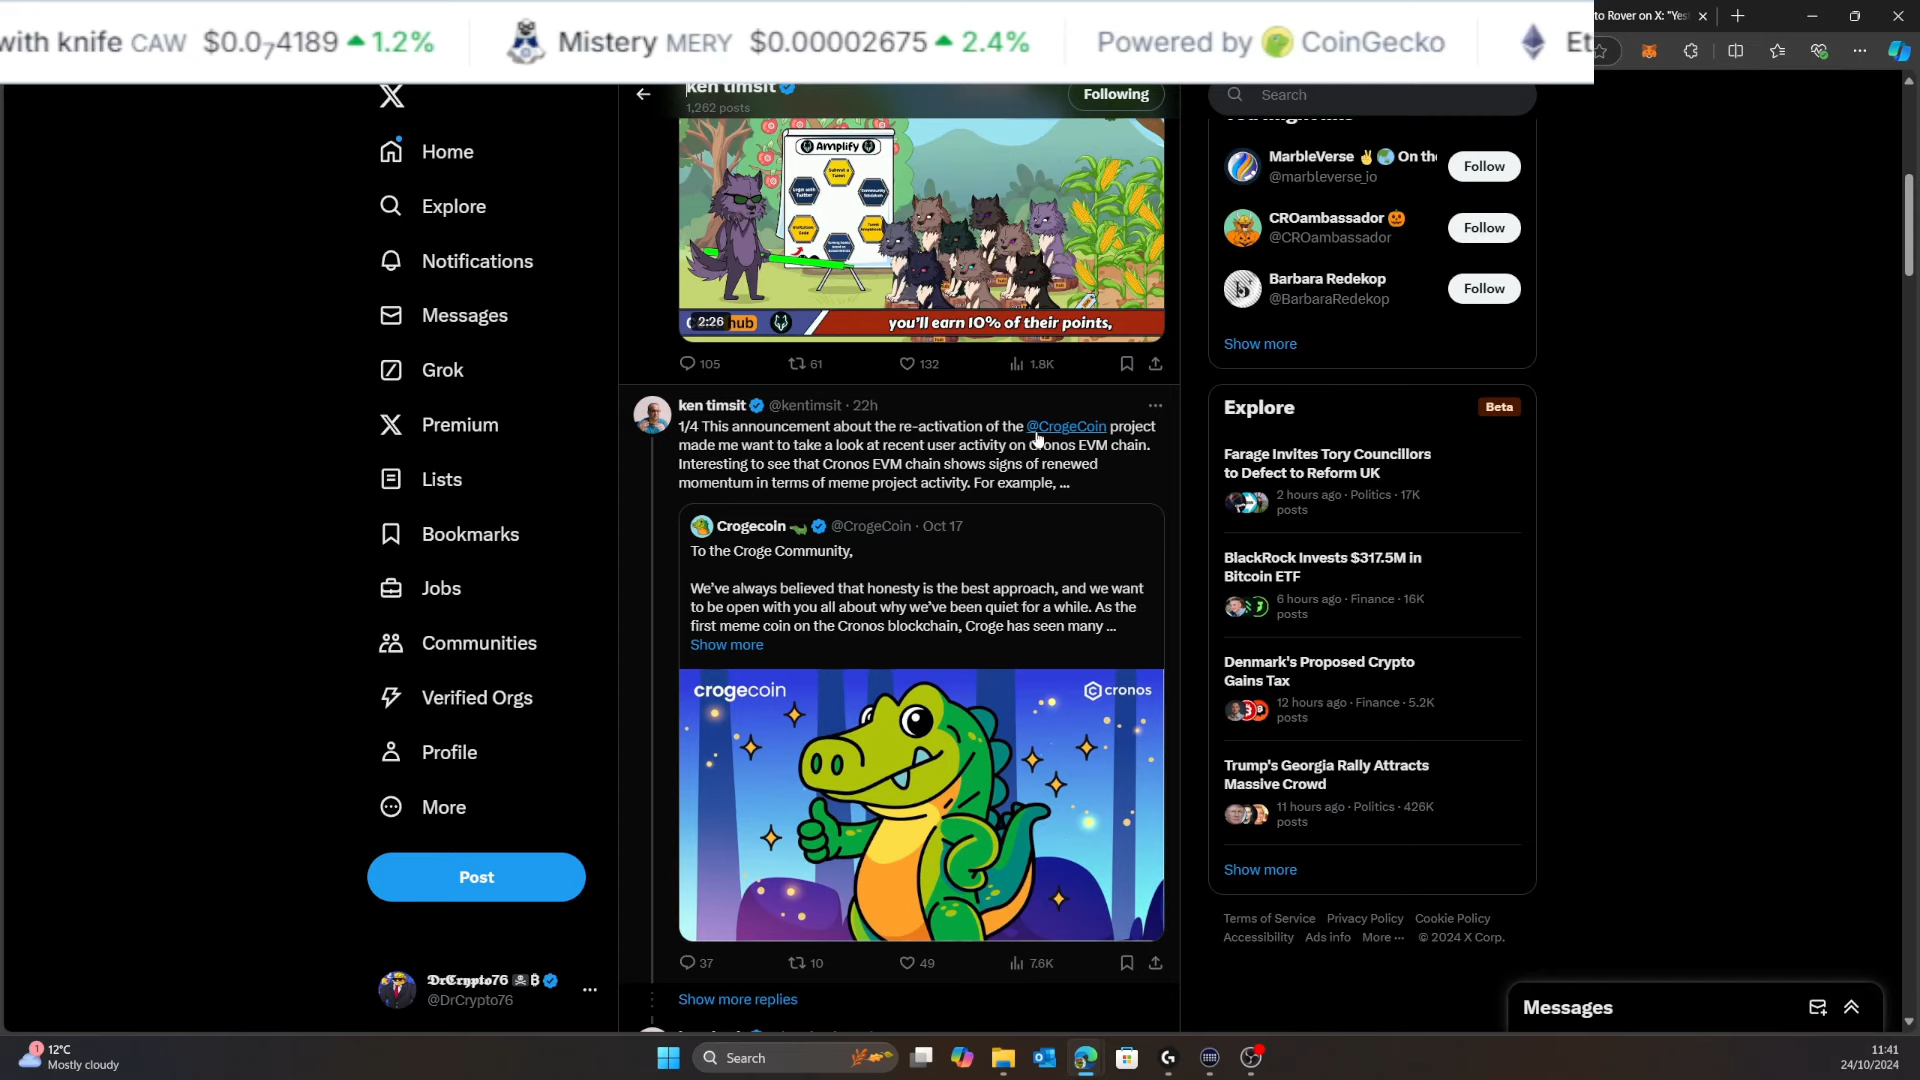 with knife CAW $0.0₇4189 ▲1.2%
Mistery MERY $0.00002675 ▲ 2.4%
Powered by CoinGecko
to Rover on X: "Yes
ken timsit
1,262 posts
Following
Search
Home
Explore
Notifications
Messages
Grok
Premium
Lists
Bookmarks
Jobs
Communities
Verified Orgs
Profile
More
Post
DrCrypto76
@DrCrypto76
Amplify
2:26
hub
you'll earn 10% of their points,
105
61
132
1.8K
ken timsit @kentimsit · 22h
1/4 This announcement about the re-activation of the @CrogeCoin project
made me want to take a look at recent user activity on Cronos EVM chain.
Interesting to see that Cronos EVM chain shows signs of renewed
momentum in terms of meme project activity. For example, ...
Crogecoin @CrogeCoin · Oct 17
To the Croge Community,
We've always believed that honesty is the best approach, and we want
to be open with you all about why we've been quiet for a while. As the
first meme coin on the Cronos blockchain, Croge has seen many ...
Show more
crogecoin
cronos
37
10
49
7.6K
Show more replies
MarbleVerse On the
@marbleverse_io
Follow
CROambassador
@CROambassador
Follow
Barbara Redekop
@BarbaraRedekop
Follow
Show more
Explore
Beta
Farage Invites Tory Councillors
to Defect to Reform UK
2 hours ago · Politics · 17K
posts
BlackRock Invests $317.5M in
Bitcoin ETF
6 hours ago · Finance · 16K
posts
Denmark's Proposed Crypto
Gains Tax
12 hours ago · Finance · 5.2K
posts
Trump's Georgia Rally Attracts
Massive Crowd
11 hours ago · Politics · 426K
posts
Show more
Terms of Service Privacy Policy Cookie Policy
Accessibility Ads info More ··· © 2024 X Corp.
Messages
1
12°C
Mostly cloudy
Search
11:41
24/10/2024